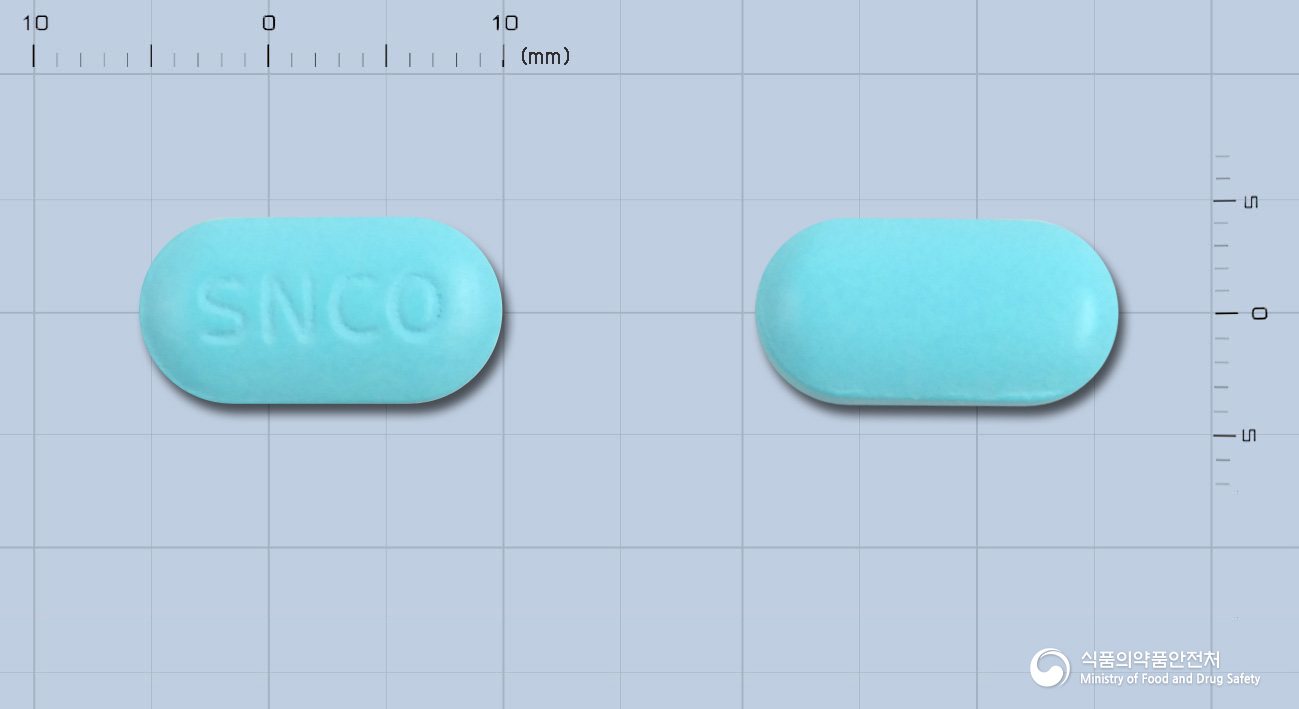 10 0 10
(mm)
SNCO
5
0
5
식품의약품안전처
Ministry of Food and Drug Safety